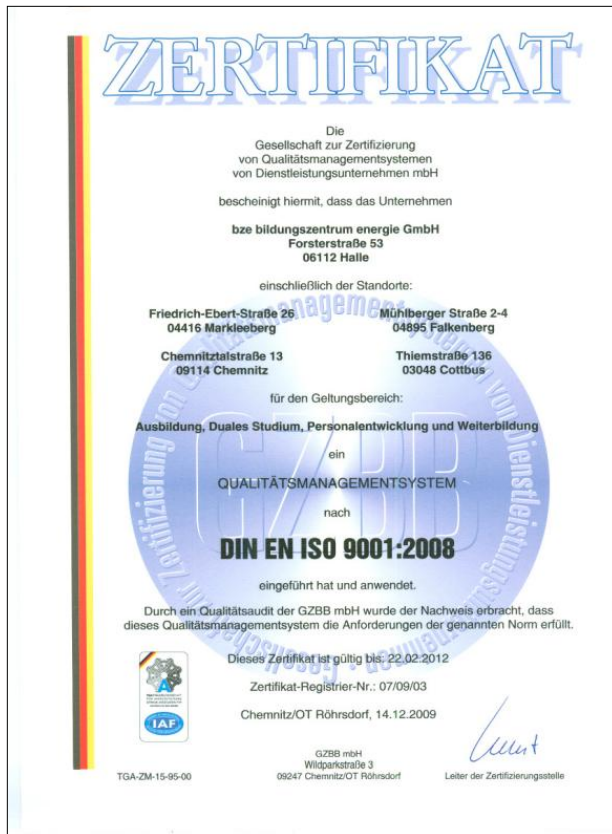 ZERTIFIKAT
Die
Gesellschaft zur Zertifizierung
von Qualitätsmanagementsystemen
von Dienstleistungsunternehmen mbH
bescheinigt hiermit, dass das Unternehmen
bze bildungszentrum energie GmbH
Forsterstraße 53
06112 Halle
einschließlich der Standorte:
Friedrich-Ebert-Straße 26
04416 Markleeberg
Mühlberger Straße 2-4
04895 Falkenberg
Chemnitztalstraße 13
09114 Chemnitz
Thiemstraße 136
03048 Cottbus
für den Geltungsbereich:
Ausbildung, Duales Studium, Personalentwicklung und Weiterbildung
ein
QUALITÄTSMANAGEMENTSYSTEM
nach
DIN EN ISO 9001:2008
eingeführt hat und anwendet.
Durch ein Qualitätsaudit der GZBB mbH wurde der Nachweis erbracht, dass
dieses Qualitätsmanagementsystem die Anforderungen der genannten Norm erfüllt.
Dieses Zertifikat ist gültig bis: 22.02.2012
Zertifikat-Registrier-Nr.: 07/09/03
Chemnitz/OT Röhrsdorf, 14.12.2009
IAF
TGA-ZM-15-95-00
GZBB mbH
Wildparkstraße 3
09247 Chemnitz/OT Röhrsdorf
Leiter der Zertifizierungsstelle
GZBB